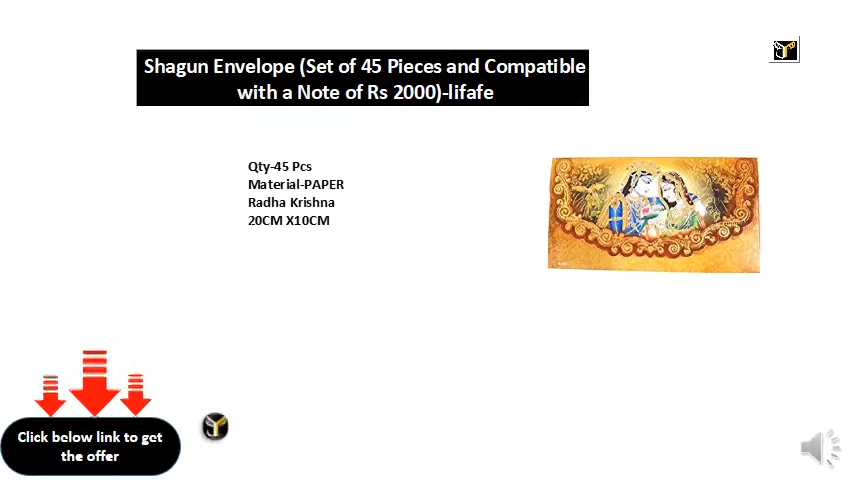 Shagun Envelope (Set of 45 Pieces and Compatible
with a Note of Rs 2000)-lifafe
Qty-45 Pcs
Material-PAPER
Radha Krishna
20CM X10CM
Click below link to get
the offer